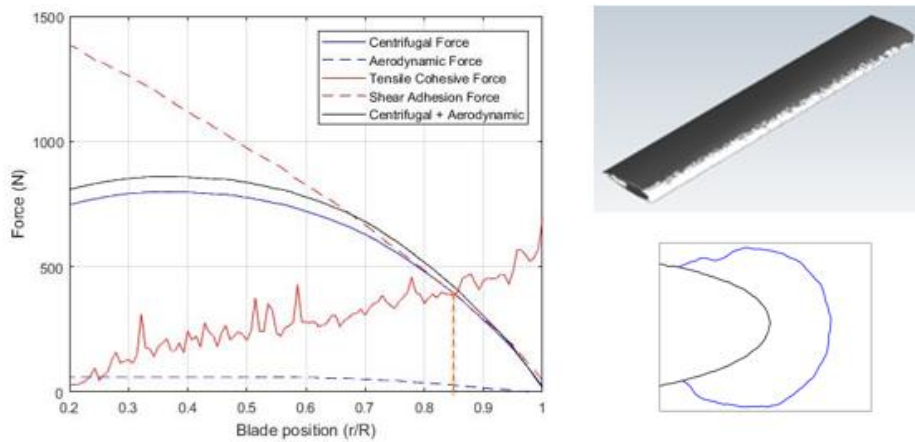 1500
1000
500
0
Force (N)
Centrifugal Force
Aerodynamic Force
Tensile Cohesive Force
Shear Adhesion Force
Centrifugal + Aerodynamic
0.2 0.3 0.4 0.5 0.6 0.7 0.8 0.9 1
Blade position (r/R)